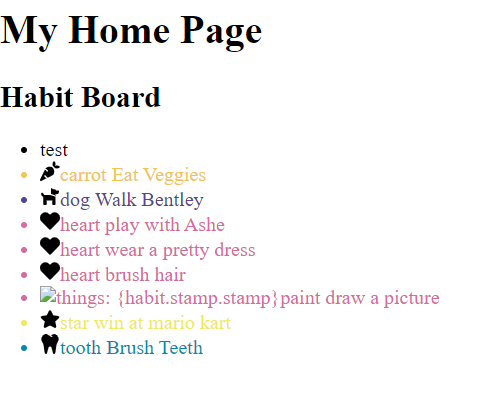 My Home Page
Habit Board
test
carrot Eat Veggies
dog Walk Bentley
heart play with Ashe
heart wear a pretty dress
heart brush hair
things: {habit.stamp.stamp}paint draw a picture
star win at mario kart
tooth Brush Teeth